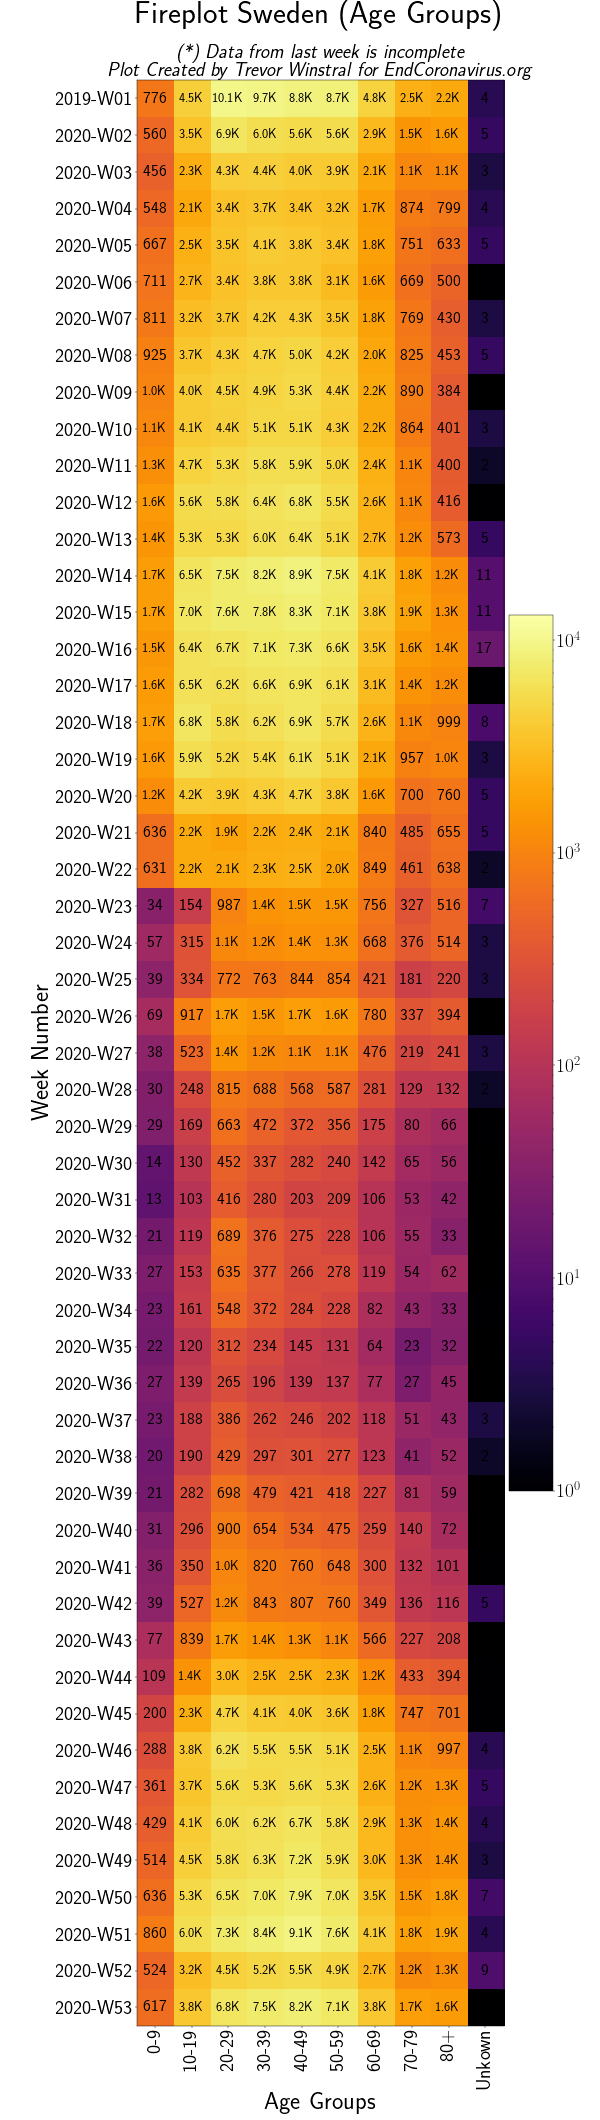 Fireplot Sweden (Age Groups)
(*) Data from last week is incomplete
Plot Created by Trevor Winstral for EndCoronavirus.org
2019-W01 776 4.5K 10.1K 9.7K 8.8K 8.7K 4.8K 2.5K 2.2K 4
2020-W02 560 3.5K 6.9K 6.0K 5.6K 5.6K 2.9K 1.5K 1.6K 5
2020-W03 456 2.3K 4.3K 4.4K 4.0K 3.9K 2.1K 1.1K 1.1K 3
2020-W04 548 2.1K 3.4K 3.7K 3.4K 3.2K 1.7K 874 799 4
2020-W05 667 2.5K 3.5K 4.1K 3.8K 3.4K 1.8K 751 633 5
2020-W06 711 2.7K 3.4K 3.8K 3.8K 3.1K 1.6K 669 500
2020-W07 811 3.2K 3.7K 4.2K 4.3K 3.5K 1.8K 769 430 3
2020-W08 925 3.7K 4.3K 4.7K 5.0K 4.2K 2.0K 825 453 5
2020-W09 1.0K 4.0K 4.5K 4.9K 5.3K 4.4K 2.2K 890 384
2020-W10 1.1K 4.1K 4.4K 5.1K 5.1K 4.3K 2.2K 864 401 3
2020-W11 1.3K 4.7K 5.3K 5.8K 5.9K 5.0K 2.4K 1.1K 400 2
2020-W12 1.6K 5.6K 5.8K 6.4K 6.8K 5.5K 2.6K 1.1K 416
2020-W13 1.4K 5.3K 5.3K 6.0K 6.4K 5.1K 2.7K 1.2K 573 5
2020-W14 1.7K 6.5K 7.5K 8.2K 8.9K 7.5K 4.1K 1.8K 1.2K 11
2020-W15 1.7K 7.0K 7.6K 7.8K 8.3K 7.1K 3.8K 1.9K 1.3K 11
2020-W16 1.5K 6.4K 6.7K 7.1K 7.3K 6.6K 3.5K 1.6K 1.4K 17
2020-W17 1.6K 6.5K 6.2K 6.6K 6.9K 6.1K 3.1K 1.4K 1.2K
2020-W18 1.7K 6.8K 5.8K 6.2K 6.9K 5.7K 2.6K 1.1K 999 8
2020-W19 1.6K 5.9K 5.2K 5.4K 6.1K 5.1K 2.1K 957 1.0K 3
2020-W20 1.2K 4.2K 3.9K 4.3K 4.7K 3.8K 1.6K 700 760 5
2020-W21 636 2.2K 1.9K 2.2K 2.4K 2.1K 840 485 655 5
2020-W22 631 2.2K 2.1K 2.3K 2.5K 2.0K 849 461 638 2
2020-W23 34 154 987 1.4K 1.5K 1.5K 756 327 516 7
2020-W24 57 315 1.1K 1.2K 1.4K 1.3K 668 376 514 3
2020-W25 39 334 772 763 844 854 421 181 220 3
2020-W26 69 917 1.7K 1.5K 1.7K 1.6K 780 337 394
2020-W27 38 523 1.4K 1.2K 1.1K 1.1K 476 219 241 3
2020-W28 30 248 815 688 568 587 281 129 132 2
2020-W29 29 169 663 472 372 356 175 80 66
2020-W30 14 130 452 337 282 240 142 65 56
2020-W31 13 103 416 280 203 209 106 53 42
2020-W32 21 119 689 376 275 228 106 55 33
2020-W33 27 153 635 377 266 278 119 54 62
2020-W34 23 161 548 372 284 228 82 43 33
2020-W35 22 120 312 234 145 131 64 23 32
2020-W36 27 139 265 196 139 137 77 27 45
2020-W37 23 188 386 262 246 202 118 51 43 3
2020-W38 20 190 429 297 301 277 123 41 52 2
2020-W39 21 282 698 479 421 418 227 81 59
2020-W40 31 296 900 654 534 475 259 140 72
2020-W41 36 350 1.0K 820 760 648 300 132 101
2020-W42 39 527 1.2K 843 807 760 349 136 116 5
2020-W43 77 839 1.7K 1.4K 1.3K 1.1K 566 227 208
2020-W44 109 1.4K 3.0K 2.5K 2.5K 2.3K 1.2K 433 394
2020-W45 200 2.3K 4.7K 4.1K 4.0K 3.6K 1.8K 747 701
2020-W46 288 3.8K 6.2K 5.5K 5.5K 5.1K 2.5K 1.1K 997 4
2020-W47 361 3.7K 5.6K 5.3K 5.6K 5.3K 2.6K 1.2K 1.3K 5
2020-W48 429 4.1K 6.0K 6.2K 6.7K 5.8K 2.9K 1.3K 1.4K 4
2020-W49 514 4.5K 5.8K 6.3K 7.2K 5.9K 3.0K 1.3K 1.4K 3
2020-W50 636 5.3K 6.5K 7.0K 7.9K 7.0K 3.5K 1.5K 1.8K 7
2020-W51 860 6.0K 7.3K 8.4K 9.1K 7.6K 4.1K 1.8K 1.9K 4
2020-W52 524 3.2K 4.5K 5.2K 5.5K 4.9K 2.7K 1.2K 1.3K 9
2020-W53 617 3.8K 6.8K 7.5K 8.2K 7.1K 3.8K 1.7K 1.6K
0-9 10-19 20-29 30-39 40-49 50-59 60-69 70-79 80+ Unkown
Age Groups
Week Number
10⁴
10³
10²
10¹
10⁰